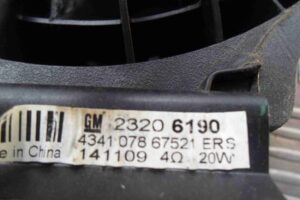 GM 2320 6190
4341 078 67521 ERS
141109 4Ω 20W
e in China